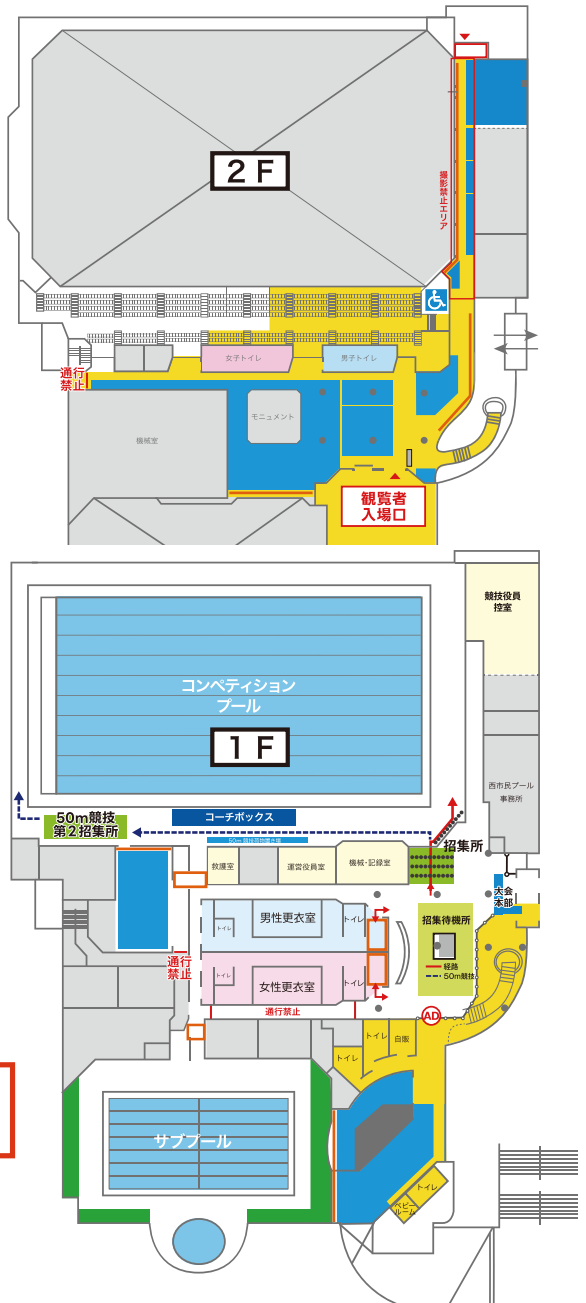 2 F
撮影禁止エリア
女子トイレ
男子トイレ
通行
禁止
モニュメント
機械室
観覧者
入場口
競技役員
控室
コンペティション
プール
1 F
西市民プール
事務所
50m競技
第2招集所
コーチボックス
招集所
救護室
運営役員室
機械・記録室
大会
本部
男性更衣室
トイレ
トイレ
招集待機所
経路
50m競技
通行
禁止
トイレ
女性更衣室
トイレ
通行禁止
AD
トイレ
自販
トイレ
サブプール
トイレ
ベビー
ルーム